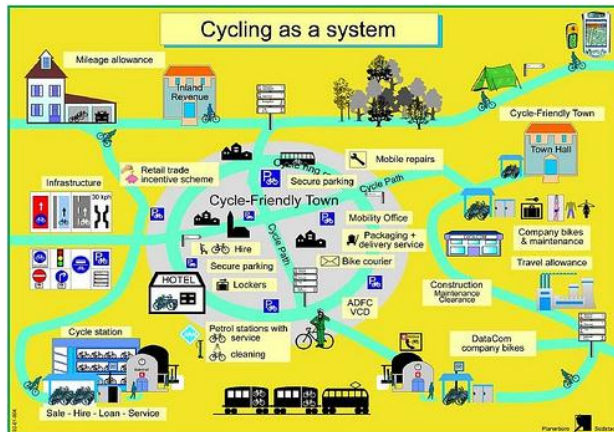 Cycling as a system
Mileage allowance
Inland
Revenue
Cycle-Friendly Town
Town Hall
Retail trade
incentive scheme
Mobile repairs
Secure parking
Cycle Path
Infrastructure
30 kph
Cycle-Friendly Town
Mobility Office
Packaging +
delivery service
Bike courier
Cycle Path
Hire
Secure parking
Lockers
HOTEL
Company bikes
& maintenance
Travel allowance
Construction
Maintenance
Clearance
ADFC
VCD
Cycle station
Petrol stations with
service
cleaning
DataCom
company bikes
Sale - Hire - Loan - Service